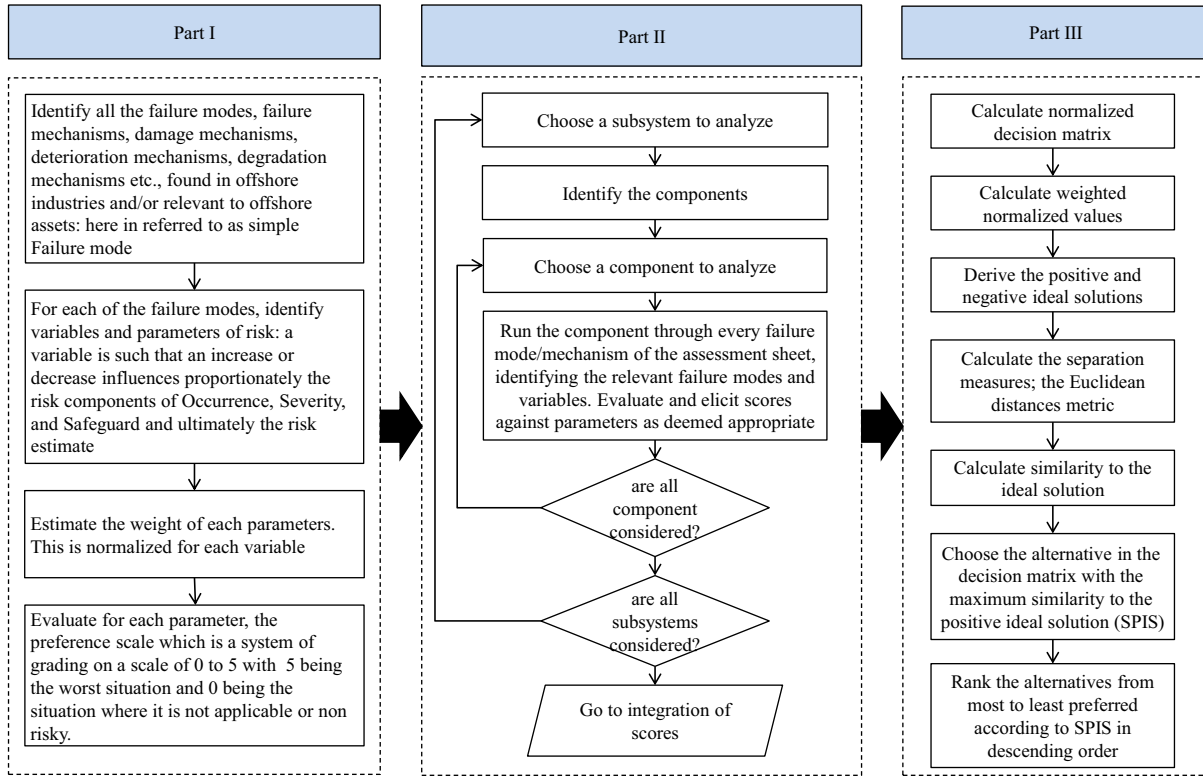 Part I
Identify all the failure modes, failure
mechanisms, damage mechanisms,
deterioration mechanisms, degradation
mechanisms etc., found in offshore
industries and/or relevant to offshore
assets: here in referred to as simple
Failure mode
For each of the failure modes, identify
variables and parameters of risk: a
variable is such that an increase or
decrease influences proportionately the
risk components of Occurrence, Severity,
and Safeguard and ultimately the risk
estimate
Estimate the weight of each parameters.
This is normalized for each variable
Evaluate for each parameter, the
preference scale which is a system of
grading on a scale of 0 to 5 with 5 being
the worst situation and 0 being the
situation where it is not applicable or non
risky.
Part II
Choose a subsystem to analyze
Identify the components
Choose a component to analyze
Run the component through every failure
mode/mechanism of the assessment sheet,
identifying the relevant failure modes and
variables. Evaluate and elicit scores
against parameters as deemed appropriate
are all
component
considered?
are all
subsystems
considered?
Go to integration of
scores
Part III
Calculate normalized
decision matrix
Calculate weighted
normalized values
Derive the positive and
negative ideal solutions
Calculate the separation
measures; the Euclidean
distances metric
Calculate similarity to the
ideal solution
Choose the alternative in the
decision matrix with the
maximum similarity to the
positive ideal solution (SPIS)
Rank the alternatives from
most to least preferred
according to SPIS in
descending order